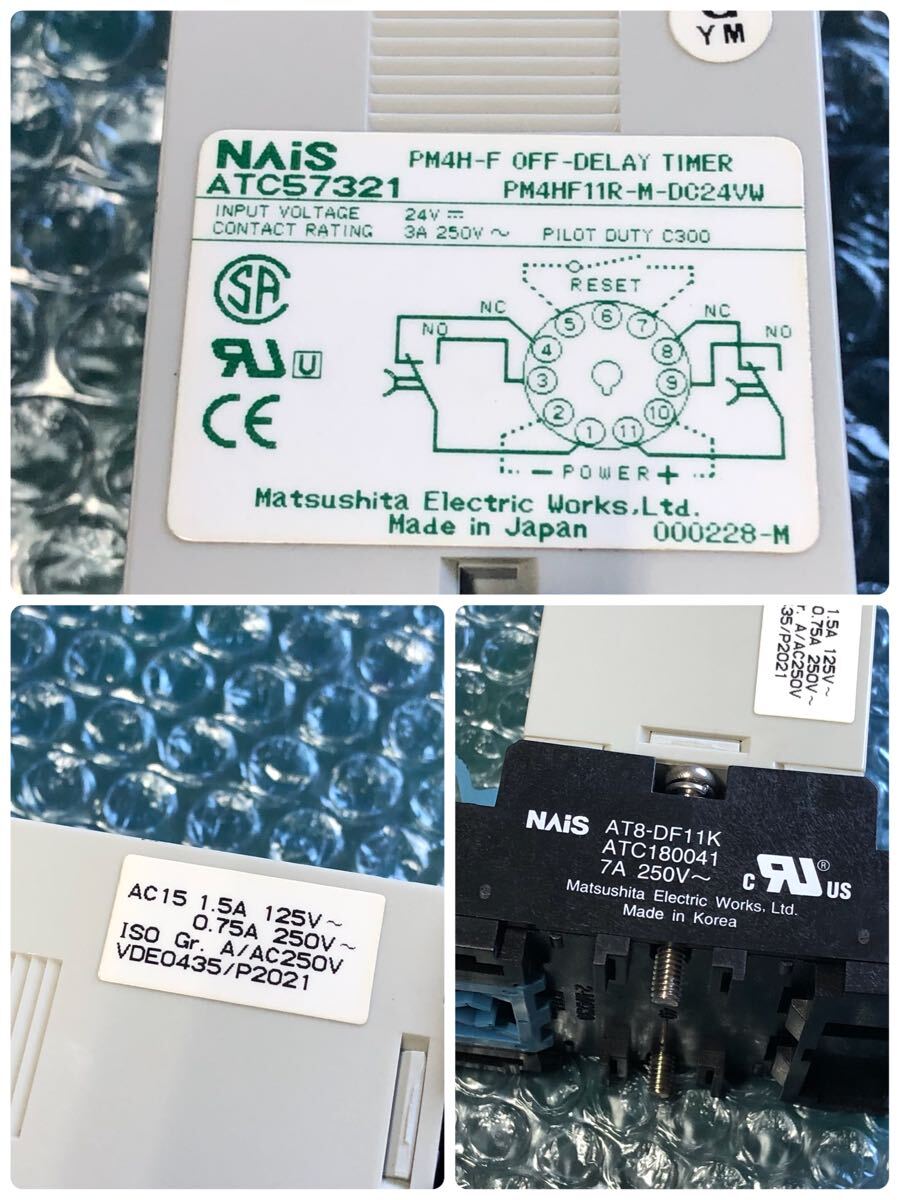 YM
NAiS PM4H-F OFF-DELAY TIMER
ATC57321 PM4HF11R-M-DC24VW
INPUT VOLTAGE 24V ⎓
CONTACT RATING 3A 250V～ PILOT DUTY C300
RESET
NC NC
NO NO
5 6 7
4 8
3 9
2 10
1 11
－POWER＋
SA
RU U
CE
Matsushita Electric Works,Ltd.
Made in Japan 000228-M
AC15 1.5A 125V～
0.75A 250V～
ISO Gr. A/AC250V
VDE0435/P2021
1.5A 125V～
0.75A 250V～
r. A/AC250V
35/P2021
NAiS AT8-DF11K
ATC180041
7A 250V～
C RU ® US
Matsushita Electric Works, Ltd.
Made in Korea